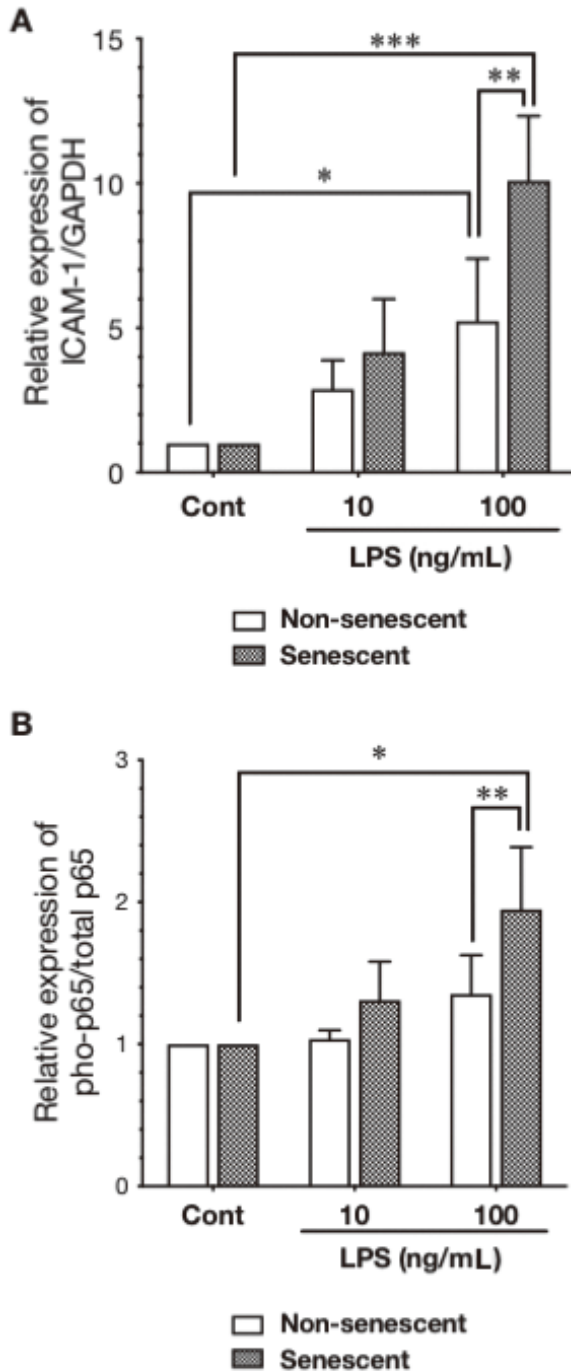 A
Relative expression of
ICAM-1/GAPDH
15
10
5
0
***
**
*
Cont
10
100
LPS (ng/mL)
Non-senescent
Senescent
B
Relative expression of
pho-p65/total p65
3
2
1
0
*
**
Cont
10
100
LPS (ng/mL)
Non-senescent
Senescent